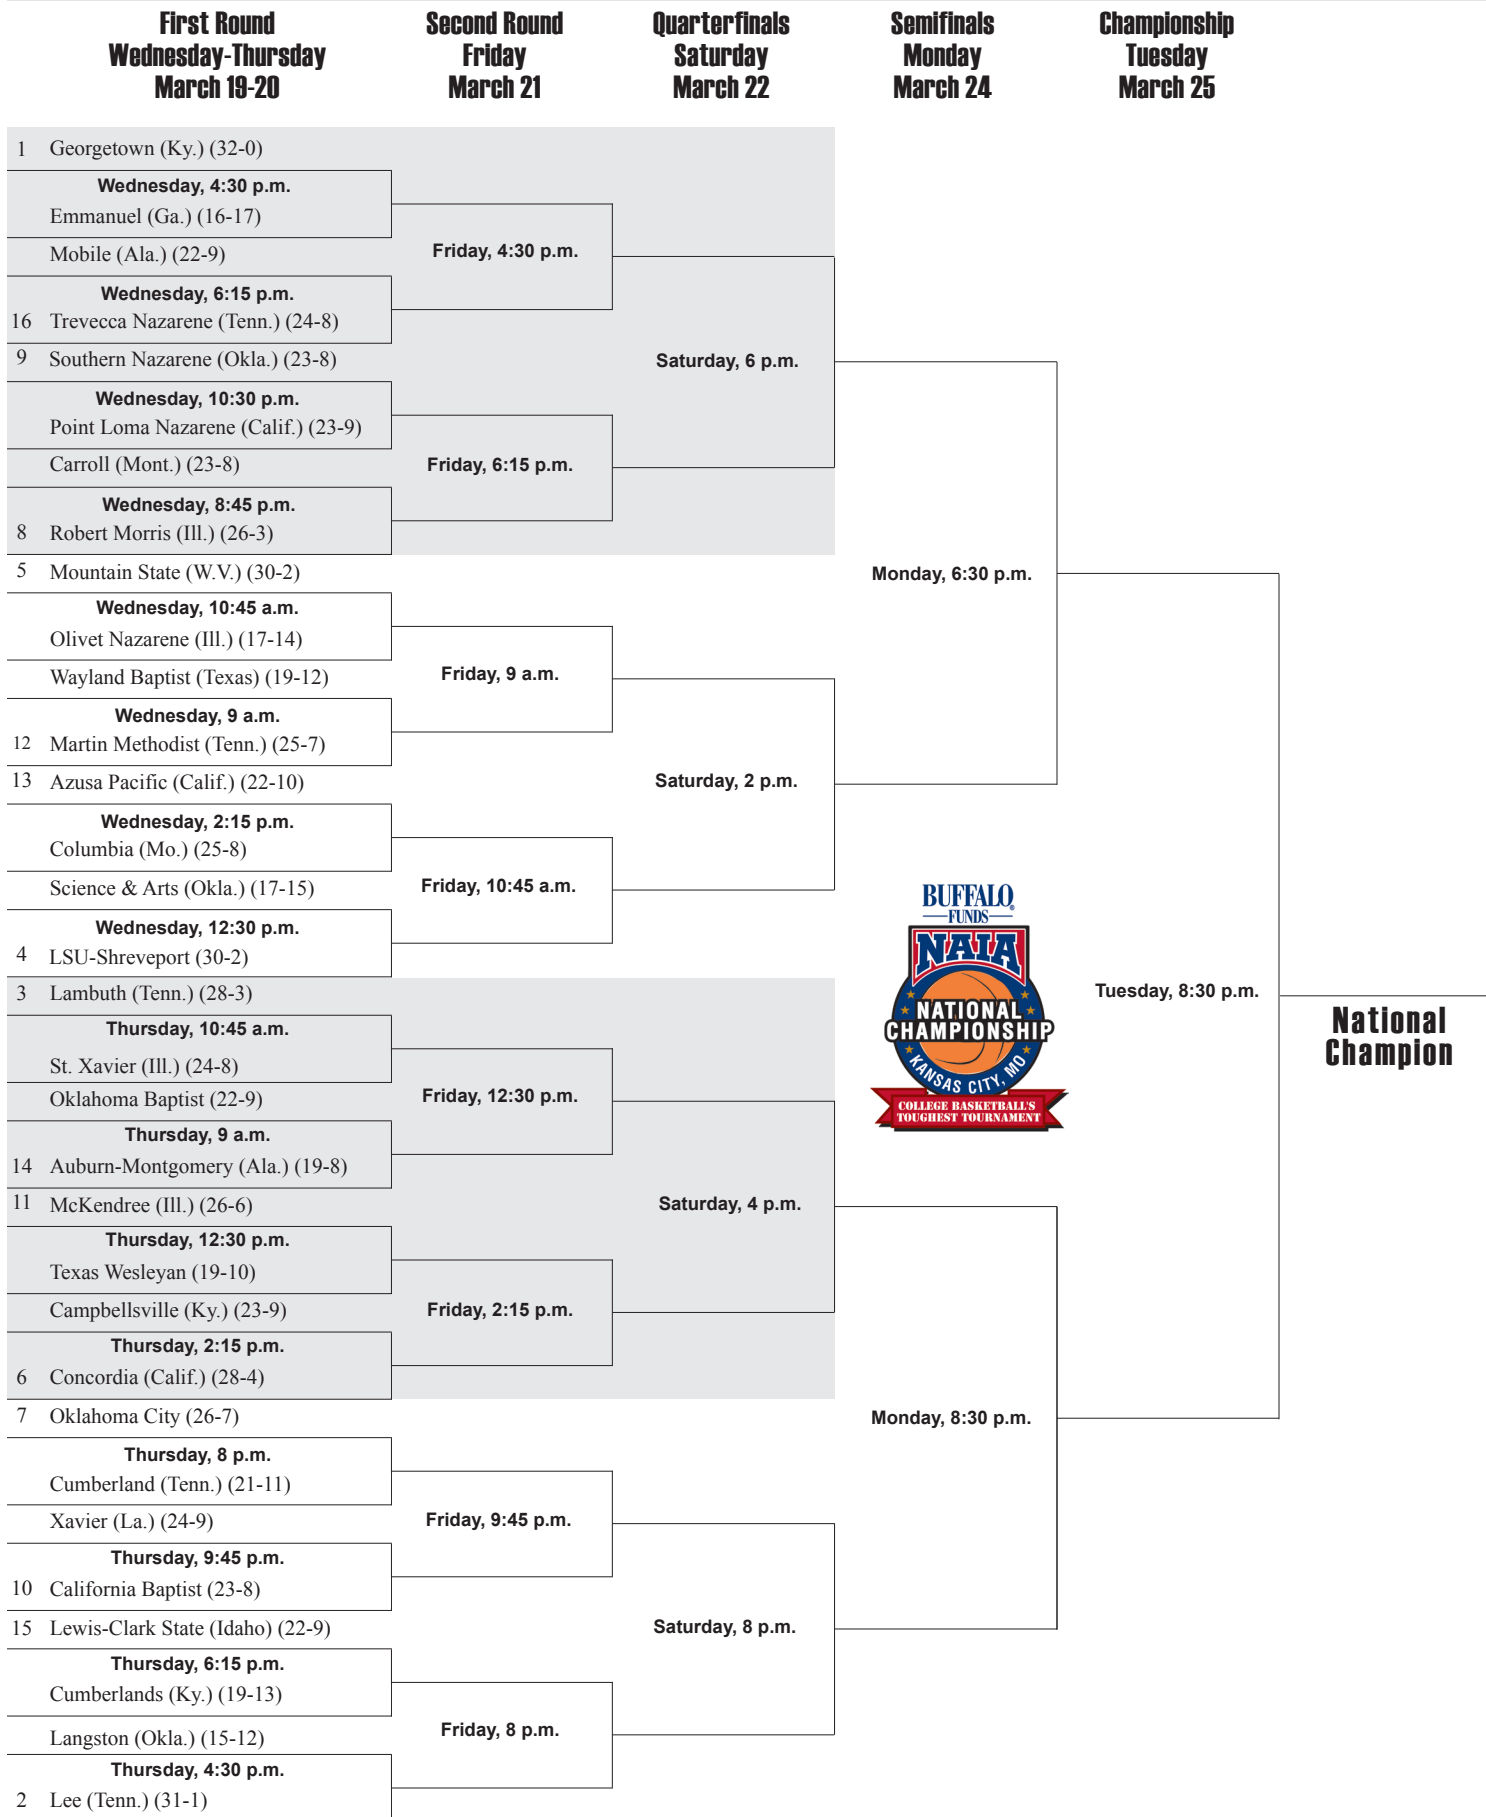 First Round
Wednesday-Thursday
March 19-20
Second Round
Friday
March 21
Quarterfinals
Saturday
March 22
Semifinals
Monday
March 24
Championship
Tuesday
March 25
1 Georgetown (Ky.) (32-0)
Wednesday, 4:30 p.m.
Emmanuel (Ga.) (16-17)
Mobile (Ala.) (22-9)
Wednesday, 6:15 p.m.
16 Trevecca Nazarene (Tenn.) (24-8)
9 Southern Nazarene (Okla.) (23-8)
Wednesday, 10:30 p.m.
Point Loma Nazarene (Calif.) (23-9)
Carroll (Mont.) (23-8)
Wednesday, 8:45 p.m.
8 Robert Morris (Ill.) (26-3)
5 Mountain State (W.V.) (30-2)
Wednesday, 10:45 a.m.
Olivet Nazarene (Ill.) (17-14)
Wayland Baptist (Texas) (19-12)
Wednesday, 9 a.m.
12 Martin Methodist (Tenn.) (25-7)
13 Azusa Pacific (Calif.) (22-10)
Wednesday, 2:15 p.m.
Columbia (Mo.) (25-8)
Science & Arts (Okla.) (17-15)
Wednesday, 12:30 p.m.
4 LSU-Shreveport (30-2)
3 Lambuth (Tenn.) (28-3)
Thursday, 10:45 a.m.
St. Xavier (Ill.) (24-8)
Oklahoma Baptist (22-9)
Thursday, 9 a.m.
14 Auburn-Montgomery (Ala.) (19-8)
11 McKendree (Ill.) (26-6)
Thursday, 12:30 p.m.
Texas Wesleyan (19-10)
Campbellsville (Ky.) (23-9)
Thursday, 2:15 p.m.
6 Concordia (Calif.) (28-4)
7 Oklahoma City (26-7)
Thursday, 8 p.m.
Cumberland (Tenn.) (21-11)
Xavier (La.) (24-9)
Thursday, 9:45 p.m.
10 California Baptist (23-8)
15 Lewis-Clark State (Idaho) (22-9)
Thursday, 6:15 p.m.
Cumberlands (Ky.) (19-13)
Langston (Okla.) (15-12)
Thursday, 4:30 p.m.
2 Lee (Tenn.) (31-1)
Friday, 4:30 p.m.
Friday, 6:15 p.m.
Friday, 9 a.m.
Friday, 10:45 a.m.
Friday, 12:30 p.m.
Friday, 2:15 p.m.
Friday, 9:45 p.m.
Friday, 8 p.m.
Saturday, 6 p.m.
Saturday, 2 p.m.
Saturday, 4 p.m.
Saturday, 8 p.m.
Monday, 6:30 p.m.
BUFFALO®
FUNDS
NAIA
NATIONAL
CHAMPIONSHIP
KANSAS CITY, MO
COLLEGE BASKETBALL'S
TOUGHEST TOURNAMENT
Monday, 8:30 p.m.
Tuesday, 8:30 p.m.
National
Champion